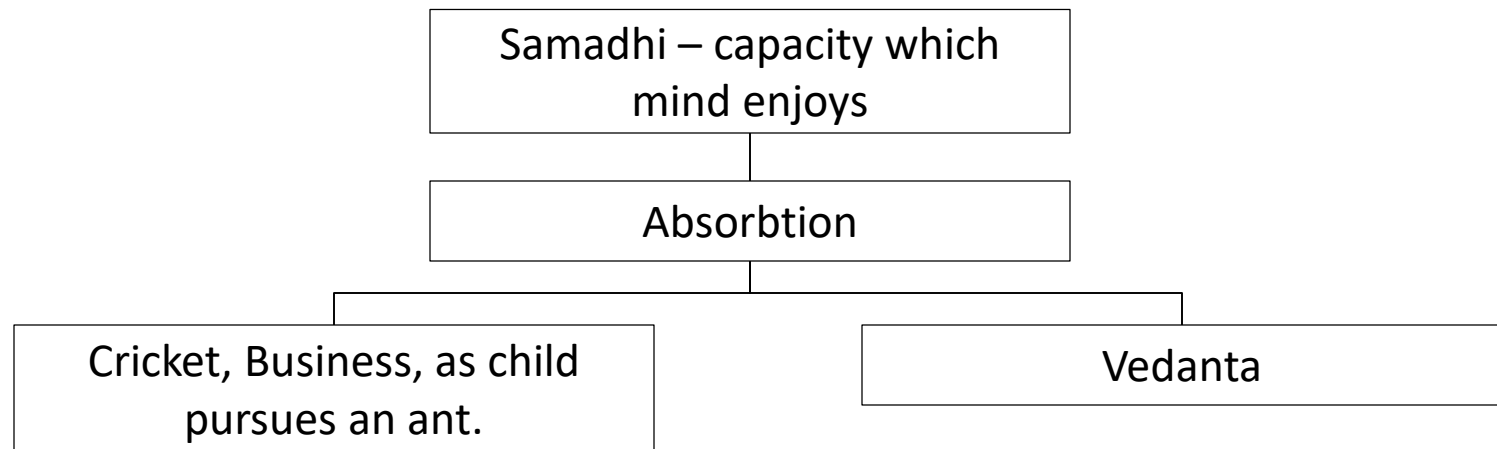 Samadhi – capacity which
mind enjoys
Absorbtion
Cricket, Business, as child
pursues an ant.
Vedanta